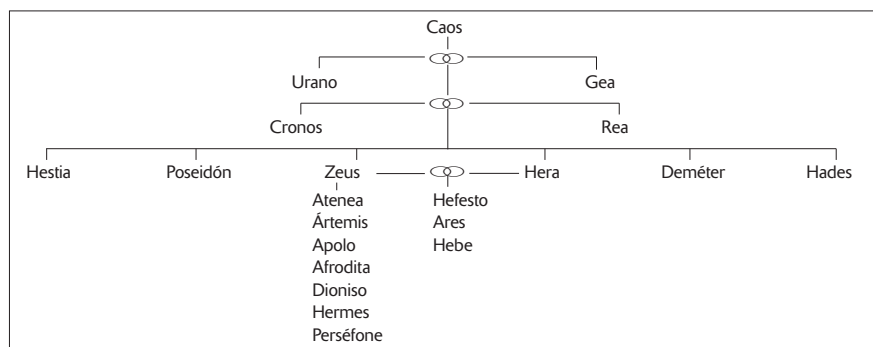 Caos
Urano Gea
Cronos Rea
Hestia Poseidón Zeus Hera Deméter Hades
Atenea Hefesto
Ártemis Ares
Apolo Hebe
Afrodita
Dioniso
Hermes
Perséfone